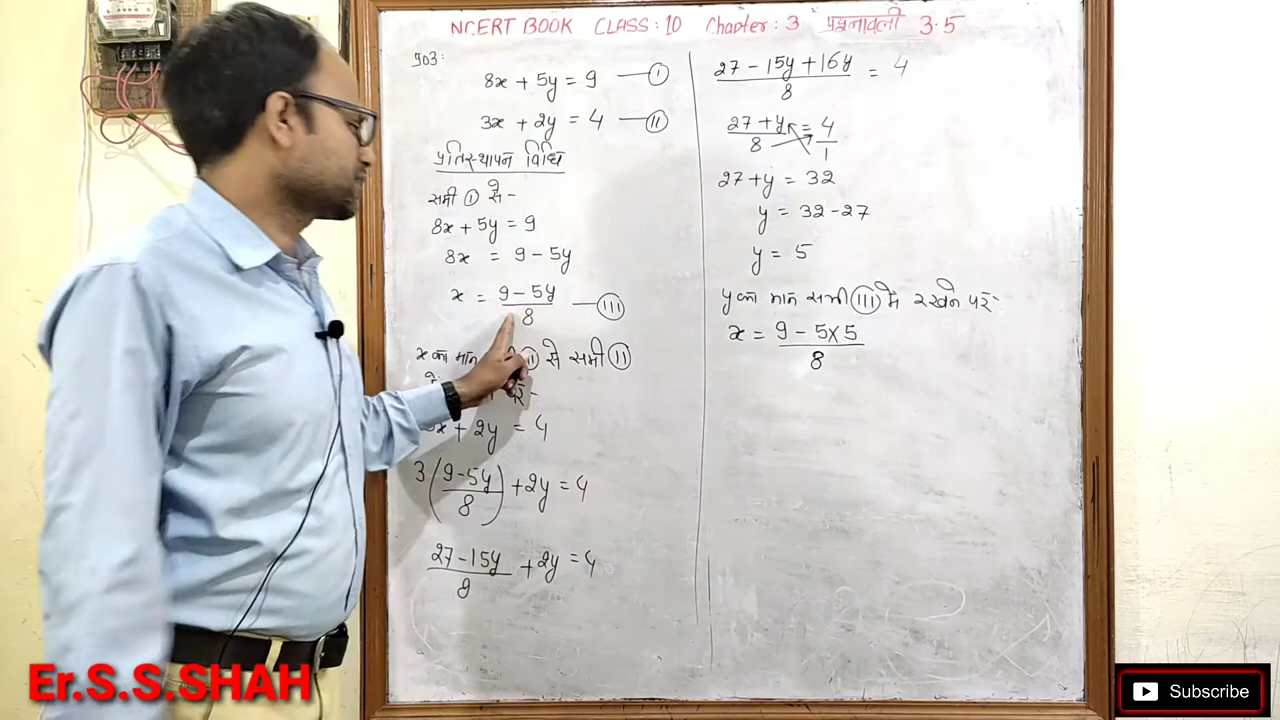 NCERT BOOK CLASS: 10 Chapter: 3 प्रश्नावली 3.5
903:
8x + 5y = 9 — I
3x + 2y = 4 — II
प्रतिस्थापन विधि
समी I से -
8x + 5y = 9
8x = 9 - 5y
x = 9 - 5y / 8 — III
x का मान से समी II
3x + 2y = 4
3 ( 9-5y / 8 ) + 2y = 4
27 - 15y / 8 + 2y = 4
27 - 15y + 16y / 8 = 4
27 + y / 8 = 4 / 1
27 + y = 32
y = 32 - 27
y = 5
y का मान समी III मे रखने पर -
x = 9 - 5 x 5 / 8
Er.S.S.SHAH
Subscribe